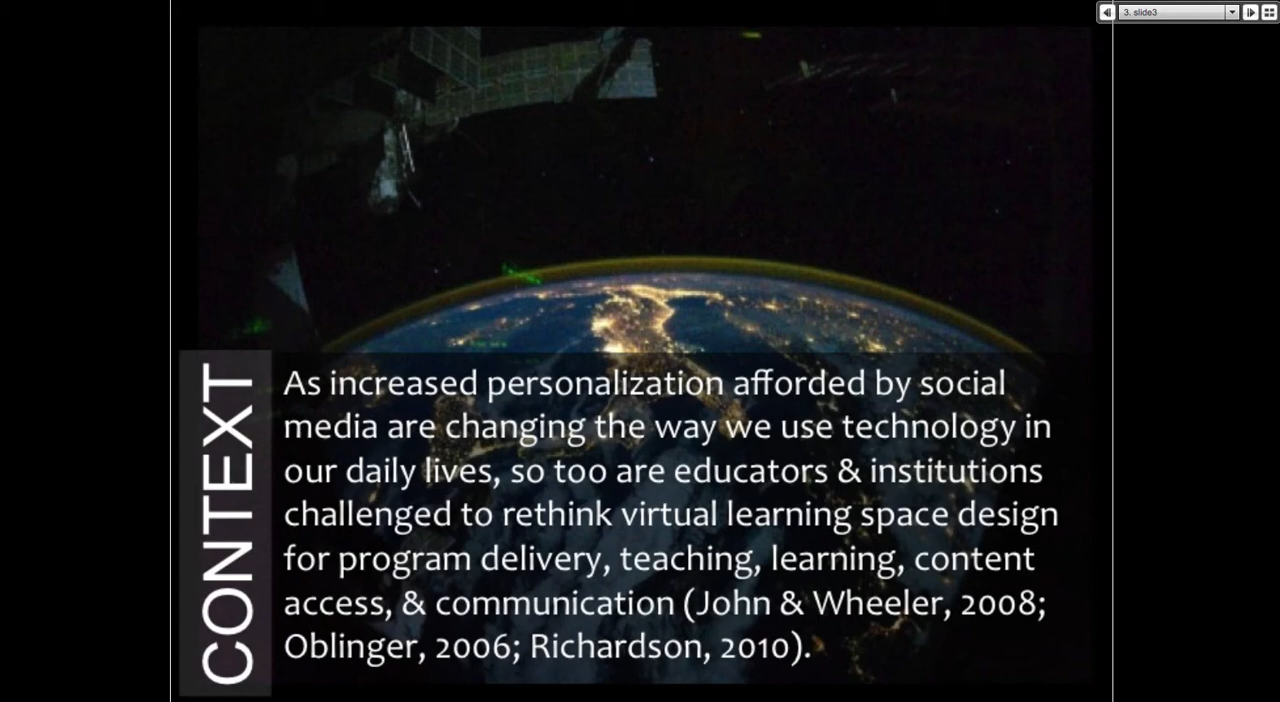 3. slide3
CONTEXT
As increased personalization afforded by social
media are changing the way we use technology in
our daily lives, so too are educators & institutions
challenged to rethink virtual learning space design
for program delivery, teaching, learning, content
access, & communication (John & Wheeler, 2008;
Oblinger, 2006; Richardson, 2010).